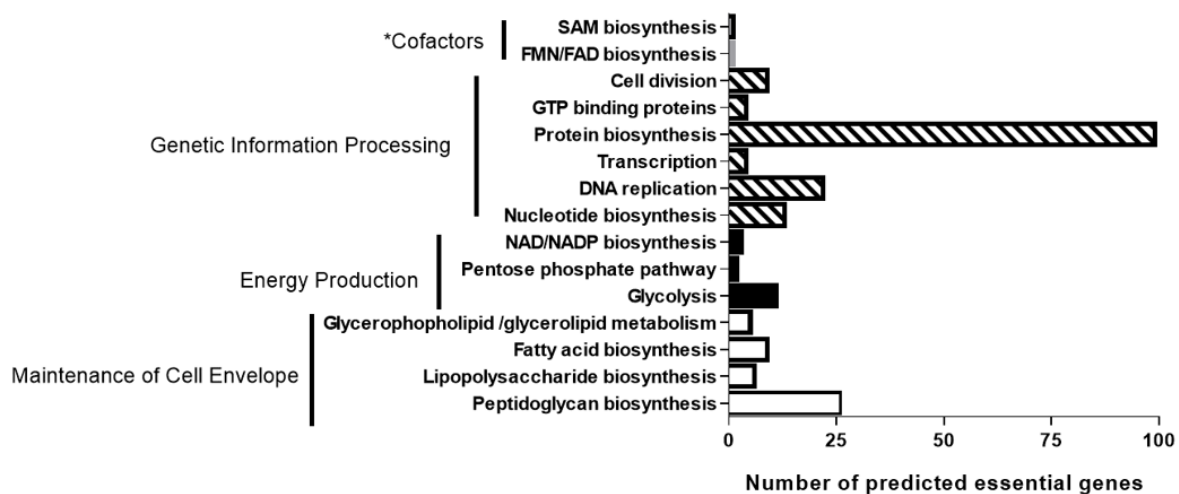 SAM biosynthesis
*Cofactors
FMN/FAD biosynthesis
Cell division
GTP binding proteins
Protein biosynthesis
Genetic Information Processing
Transcription
DNA replication
Nucleotide biosynthesis
NAD/NADP biosynthesis
Pentose phosphate pathway
Energy Production
Glycolysis
Glycerophopholipid /glycerolipid metabolism
Fatty acid biosynthesis
Maintenance of Cell Envelope
Lipopolysaccharide biosynthesis
Peptidoglycan biosynthesis
0 25 50 75 100
Number of predicted essential genes